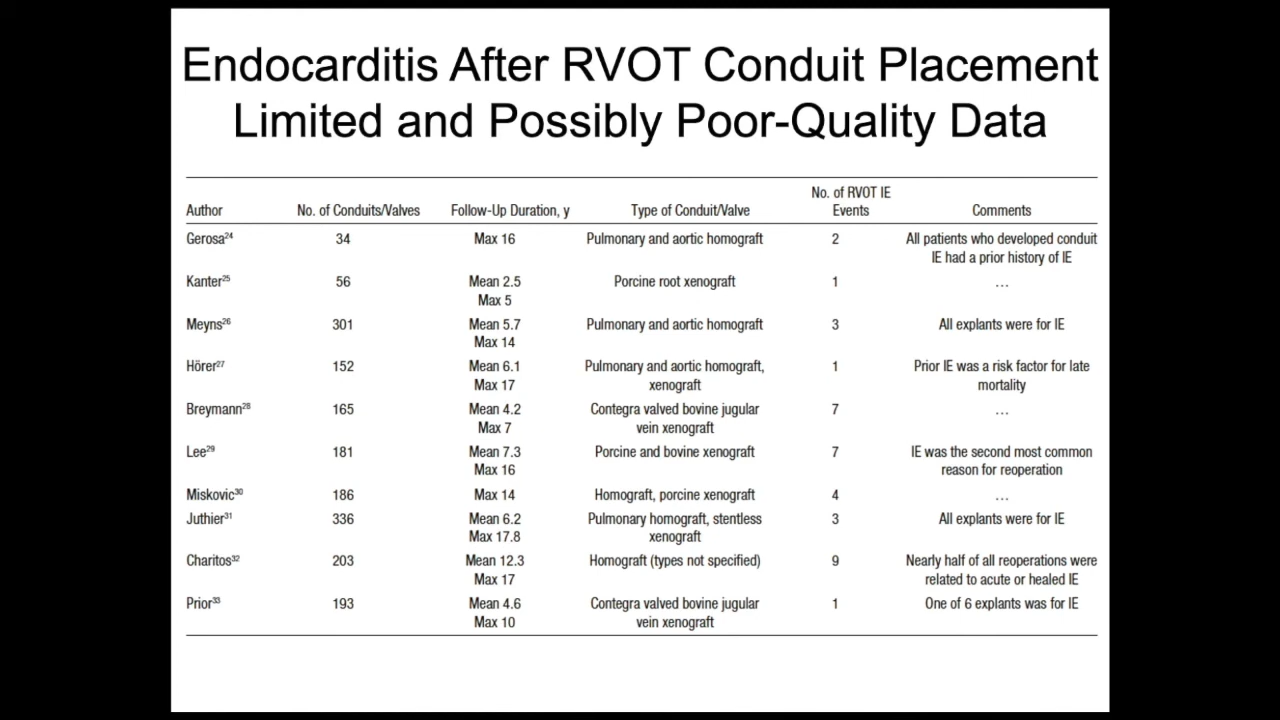 Endocarditis After RVOT Conduit Placement
Limited and Possibly Poor-Quality Data
Author No. of Conduits/Valves Follow-Up Duration, y Type of Conduit/Valve No. of RVOT IE Events Comments
Gerosa24 34 Max 16 Pulmonary and aortic homograft 2 All patients who developed conduit
IE had a prior history of IE
Kanter25 56 Mean 2.5 Porcine root xenograft 1 …
Max 5
Meyns26 301 Mean 5.7 Pulmonary and aortic homograft 3 All explants were for IE
Max 14
Hörer27 152 Mean 6.1 Pulmonary and aortic homograft, 1 Prior IE was a risk factor for late
Max 17 xenograft mortality
Breymann28 165 Mean 4.2 Contegra valved bovine jugular 7 …
Max 7 vein xenograft
Lee29 181 Mean 7.3 Porcine and bovine xenograft 7 IE was the second most common
Max 16 reason for reoperation
Miskovic30 186 Max 14 Homograft, porcine xenograft 4 …
Juthier31 336 Mean 6.2 Pulmonary homograft, stentless 3 All explants were for IE
Max 17.8 xenograft
Charitos32 203 Mean 12.3 Homograft (types not specified) 9 Nearly half of all reoperations were
Max 17 related to acute or healed IE
Prior33 193 Mean 4.6 Contegra valved bovine jugular 1 One of 6 explants was for IE
Max 10 vein xenograft